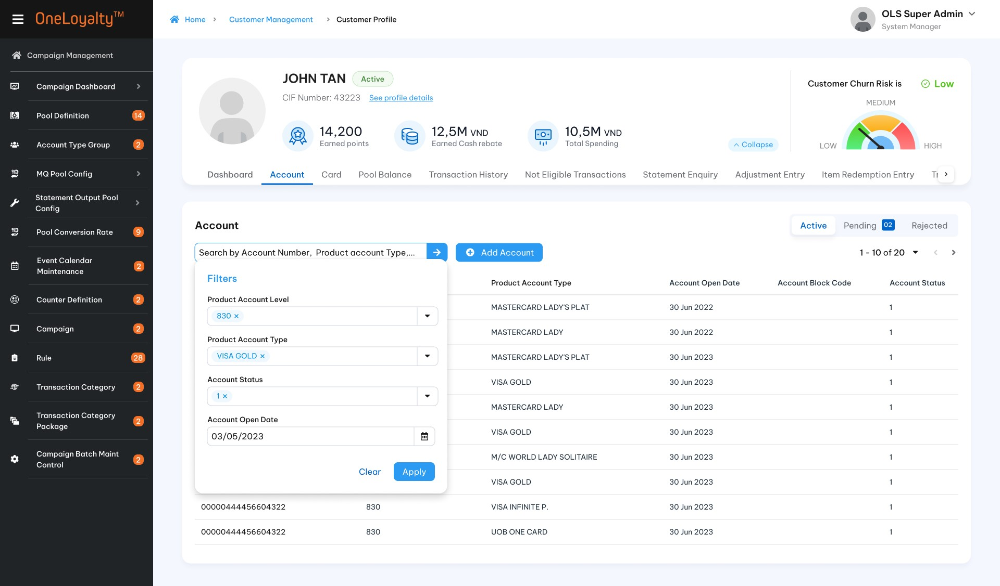 OneLoyalty™
Home
Customer Management
Customer Profile
OLS Super Admin
System Manager
Campaign Management
Campaign Dashboard
Pool Definition 14
Account Type Group 2
MQ Pool Config
Statement Output Pool
Config
Pool Conversion Rate 9
Event Calendar
Maintenance 2
Counter Definition 2
Campaign 2
Rule 28
Transaction Category 2
Transaction Category
Package 2
Campaign Batch Maint
Control 2
JOHN TAN Active
CIF Number: 43223 See profile details
14,200
Earned points
12,5M VND
Earned Cash rebate
10,5M VND
Total Spending
Collapse
Customer Churn Risk is Low
MEDIUM
LOW HIGH
Dashboard Account Card Pool Balance Transaction History Not Eligible Transactions Statement Enquiry Adjustment Entry Item Redemption Entry
Account
Active Pending 02 Rejected
Search by Account Number, Product account Type,...
Add Account
1 - 10 of 20
Filters
Product Account Level
830 ×
Product Account Type
VISA GOLD ×
Account Status
1 ×
Account Open Date
03/05/2023
Clear Apply
Product Account Type Account Open Date Account Block Code Account Status
MASTERCARD LADY'S PLAT 30 Jun 2022 1
MASTERCARD LADY 30 Jun 2022 1
MASTERCARD LADY'S PLAT 30 Jun 2023 1
VISA GOLD 30 Jun 2023 1
MASTERCARD LADY 30 Jun 2023 1
VISA GOLD 30 Jun 2023 1
M/C WORLD LADY SOLITAIRE 30 Jun 2023 1
VISA GOLD 30 Jun 2023 1
00000444456604322 830 VISA INFINITE P. 30 Jun 2023 1
00000444456604322 830 UOB ONE CARD 30 Jun 2023 1